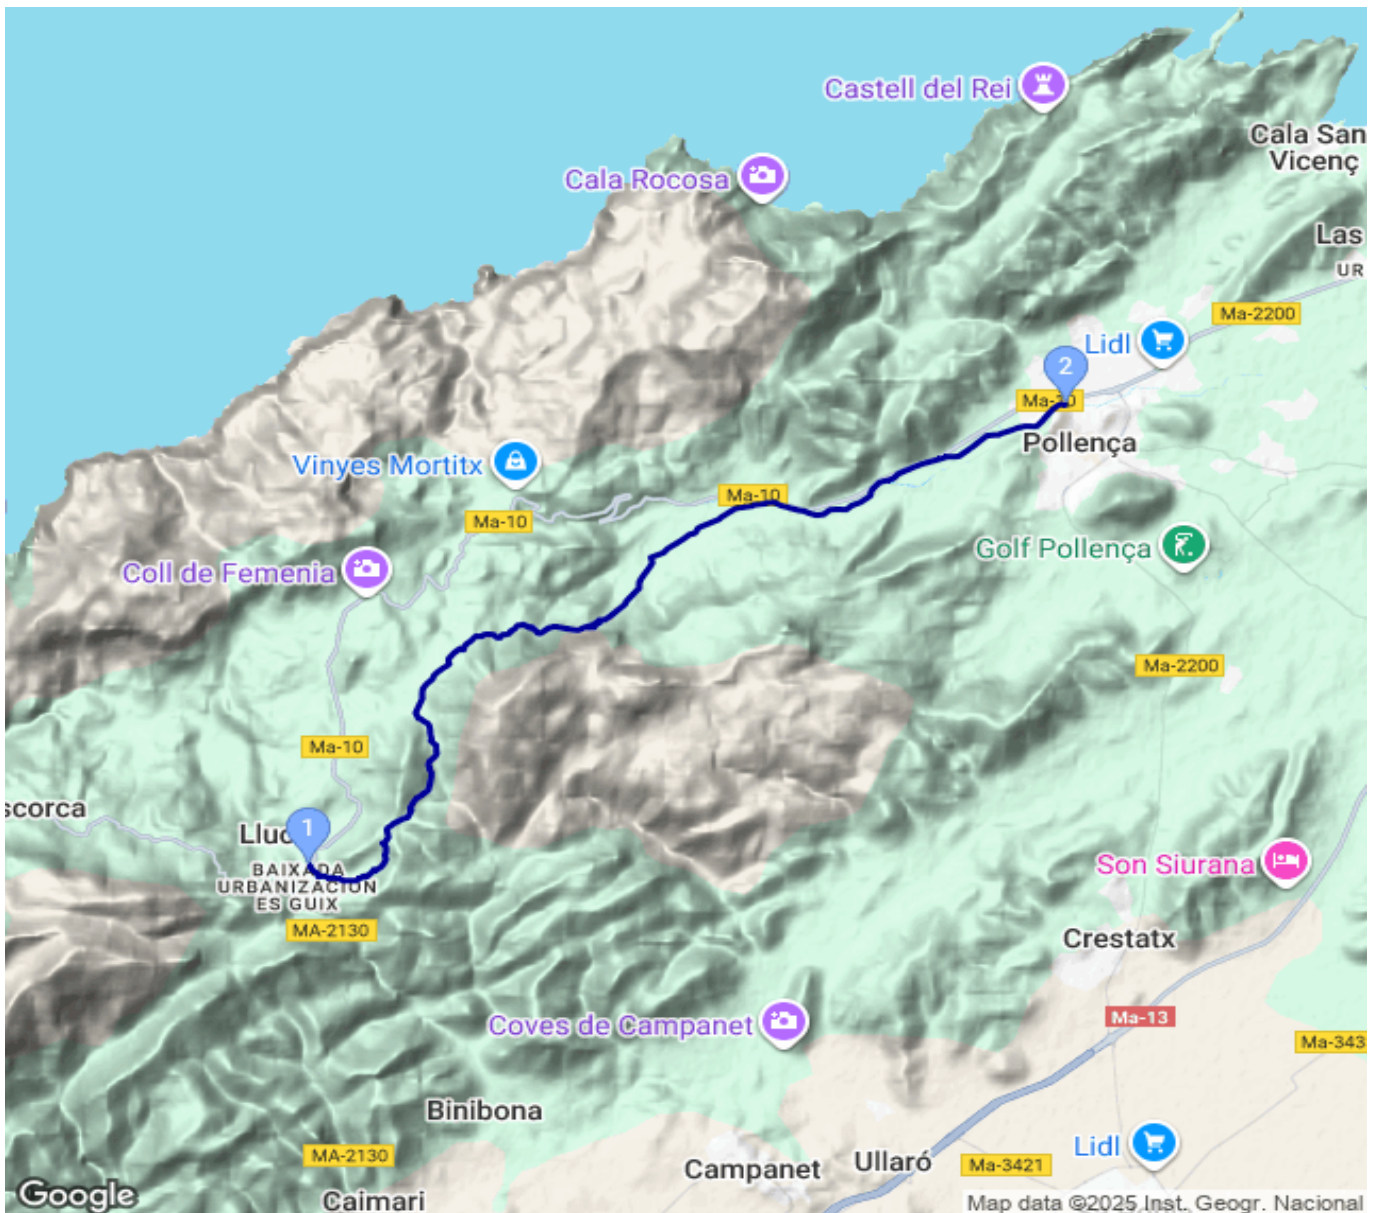 Castell del Rei
Cala San
Vicenç
Cala Rocosa
Las
UR
Ma-2200
Lidl
2
Ma-10
Pollença
Vinyes Mortitx
Ma-10
Ma-10
Golf Pollença
Coll de Femenia
Ma-2200
Ma-10
scorca
Lluc
1
BAIXADA
URBANIZACIÓN
ES GUIX
Son Siurana
MA-2130
Crestatx
Ma-13
Coves de Campanet
Ma-343
Binibona
Lidl
MA-2130
Campanet
Ullaró
Ma-3421
Google
Caimari
Map data ©2025 Inst. Geogr. Nacional